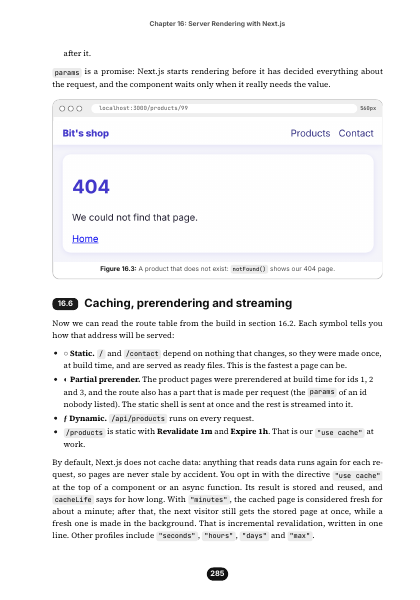 Chapter 16: Server Rendering with Next.js
after it.
params is a promise: Next.js starts rendering before it has decided everything about
the request, and the component waits only when it really needs the value.
localhost:3000/products/99
560px
Bit's shop
Products Contact
404
We could not find that page.
Home
Figure 16.3: A product that does not exist: notFound() shows our 404 page.
16.6 Caching, prerendering and streaming
Now we can read the route table from the build in section 16.2. Each symbol tells you
how that address will be served:
• ○ Static. / and /contact depend on nothing that changes, so they were made once,
at build time, and are served as ready files. This is the fastest a page can be.
• ◐ Partial prerender. The product pages were prerendered at build time for ids 1, 2
and 3, and the route also has a part that is made per request (the params of an id
nobody listed). The static shell is sent at once and the rest is streamed into it.
• ƒ Dynamic. /api/products runs on every request.
• /products is static with Revalidate 1m and Expire 1h. That is our "use cache" at
work.
By default, Next.js does not cache data: anything that reads data runs again for each re-
quest, so pages are never stale by accident. You opt in with the directive "use cache"
at the top of a component or an async function. Its result is stored and reused, and
cacheLife says for how long. With "minutes", the cached page is considered fresh for
about a minute; after that, the next visitor still gets the stored page at once, while a
fresh one is made in the background. That is incremental revalidation, written in one
line. Other profiles include "seconds", "hours", "days" and "max".
285